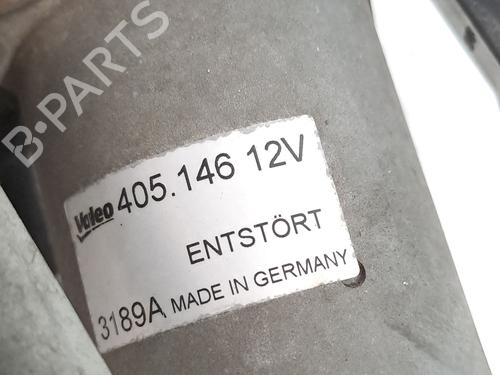 B-PARTS
Valeo 405.146 12V
ENTSTÖRT
3189A MADE IN GERMANY